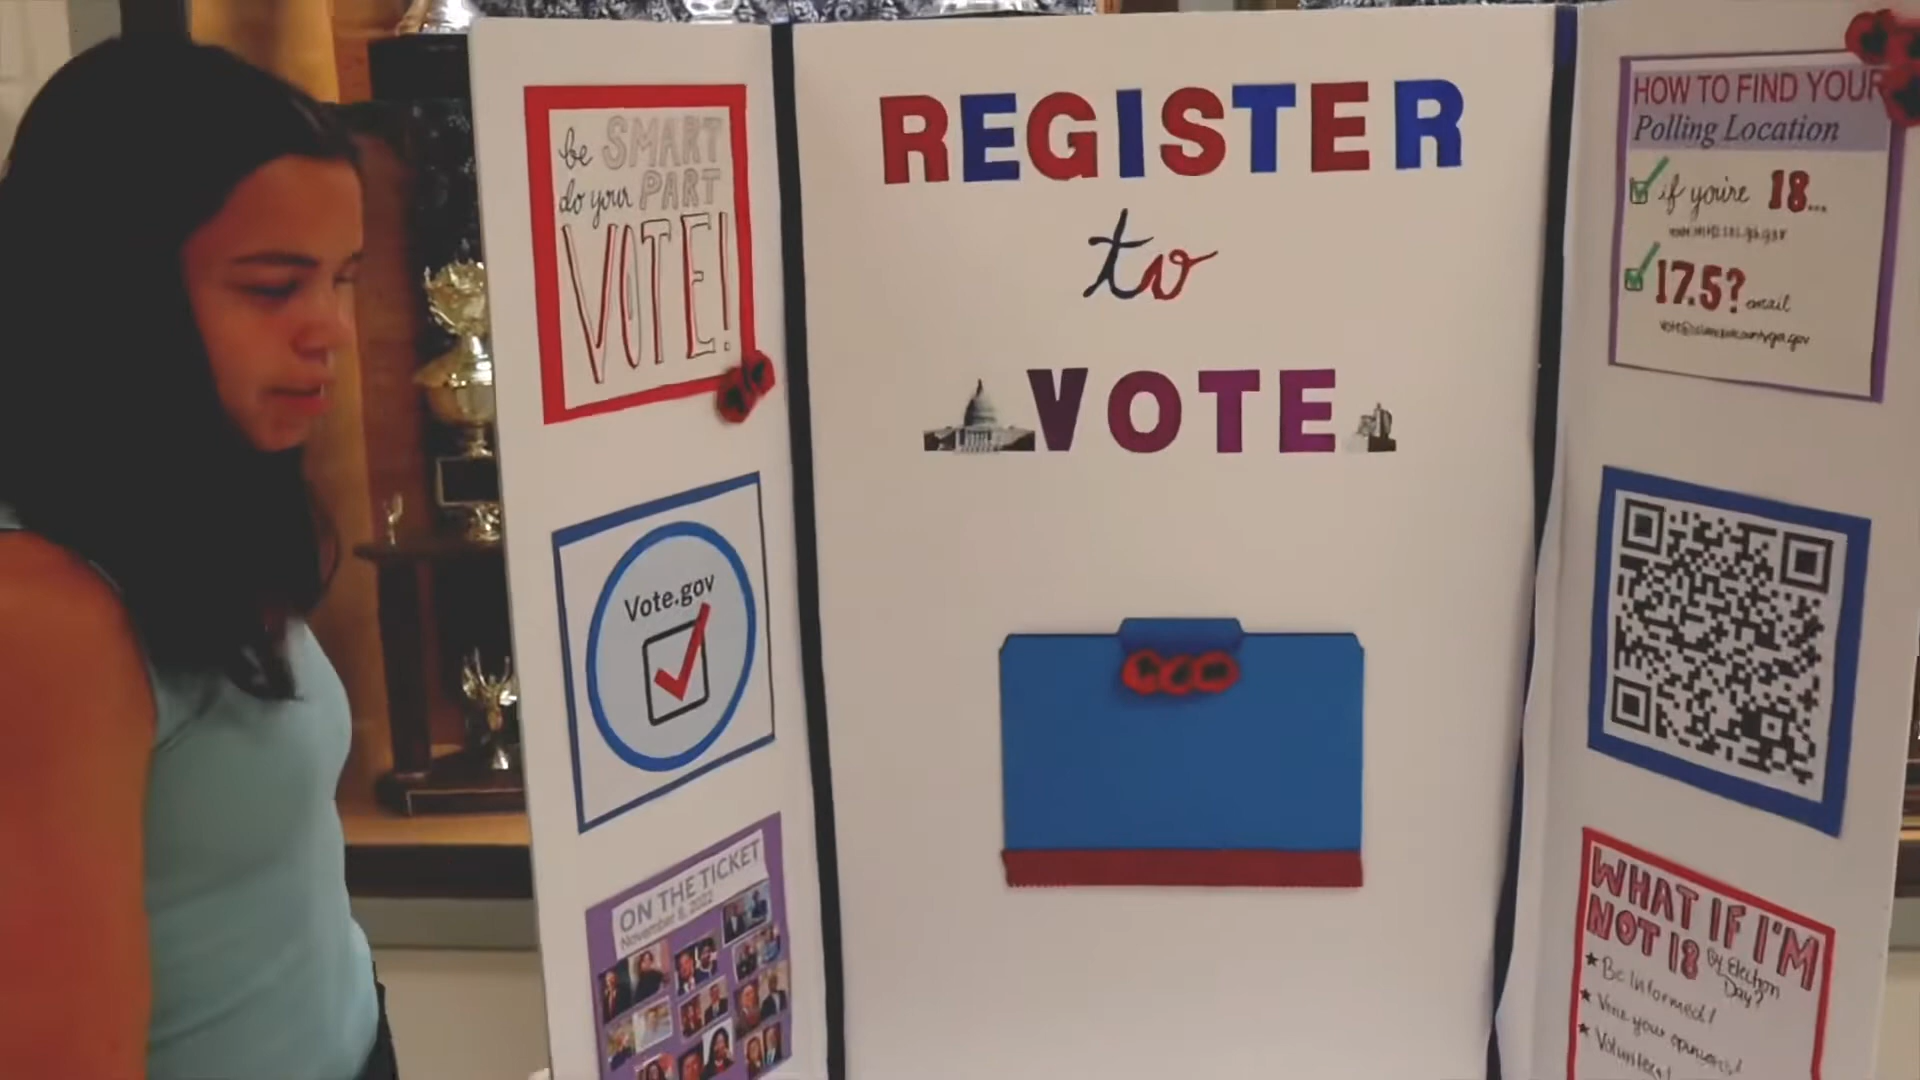 be SMART
do your PART
VOTE!
Vote.gov
ON THE TICKET
November 8, 2022
REGISTER
to
VOTE
HOW TO FIND YOUR
Polling Location
if you're 18...
17.5? email
WHAT IF I'M
NOT 18 By Election
Day?
★ Be Informed!
★ Voice your opinions!
★ Volunteer!